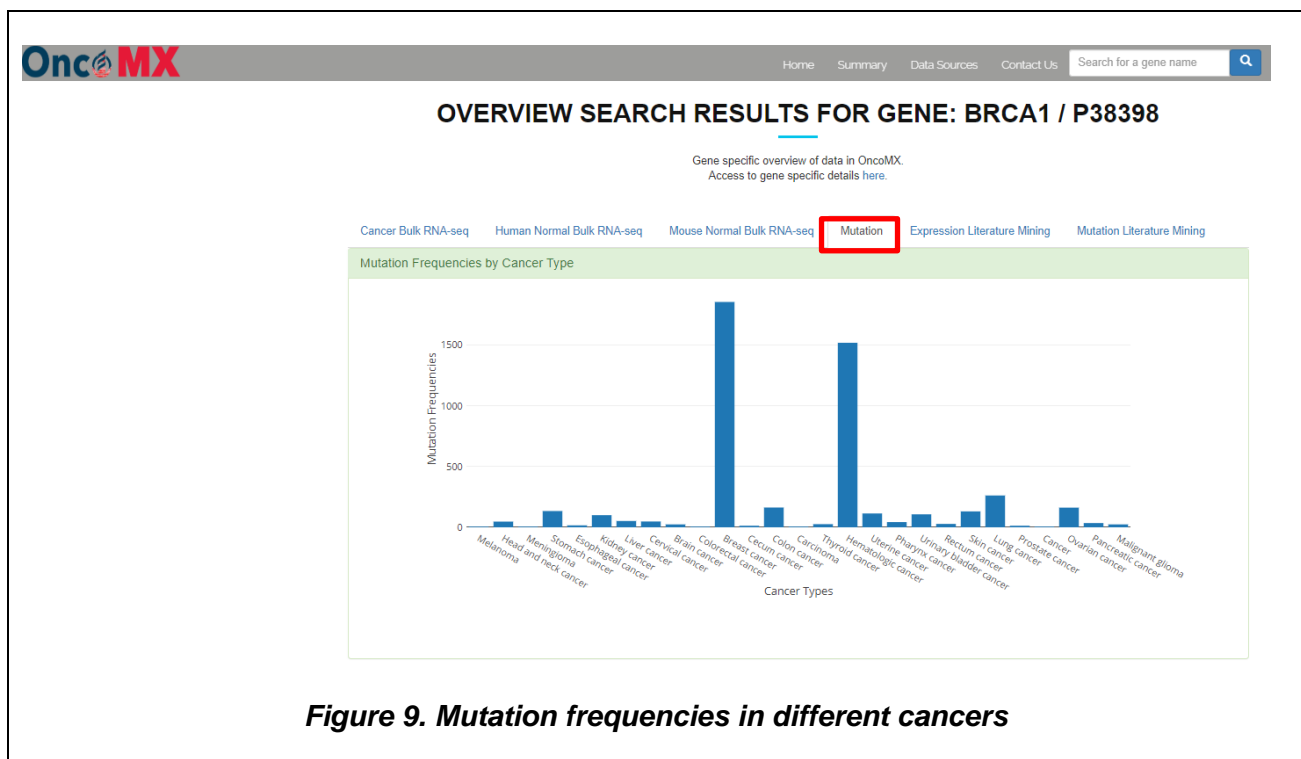 OncoMX
Home Summary Data Sources Contact Us Search for a gene name
OVERVIEW SEARCH RESULTS FOR GENE: BRCA1 / P38398
Gene specific overview of data in OncoMX.
Access to gene specific details here.
Cancer Bulk RNA-seq Human Normal Bulk RNA-seq Mouse Normal Bulk RNA-seq Mutation Expression Literature Mining Mutation Literature Mining
Mutation Frequencies by Cancer Type
Mutation Frequencies
1500
1000
500
0
Melanoma
Head and neck cancer
Meningioma
Stomach cancer
Esophageal cancer
Kidney cancer
Liver cancer
Cervical cancer
Brain cancer
Colorectal cancer
Breast cancer
Cecum cancer
Colon cancer
Carcinoma
Thyroid cancer
Hematologic cancer
Uterine cancer
Pharynx cancer
Urinary bladder cancer
Rectum cancer
Skin cancer
Lung cancer
Prostate cancer
Cancer
Ovarian cancer
Pancreatic cancer
Malignant glioma
Cancer Types
Figure 9. Mutation frequencies in different cancers